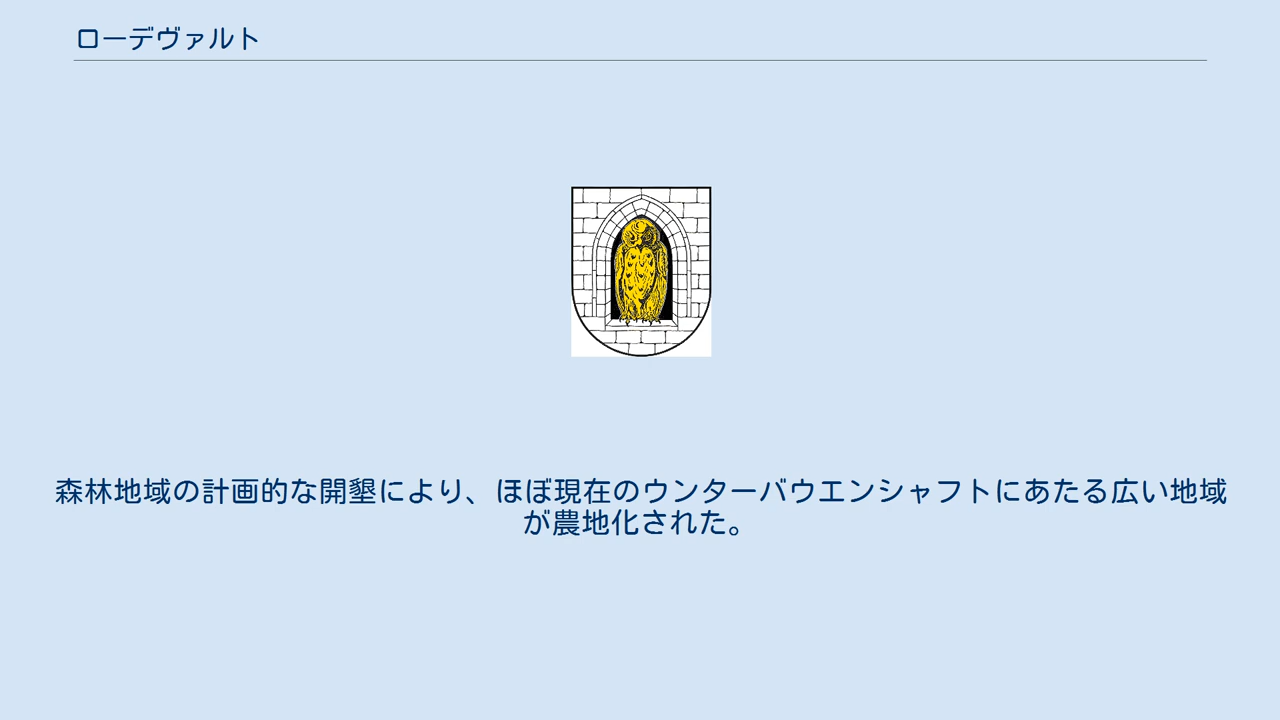 ローデヴァルト
森林地域の計画的な開墾により、ほぼ現在のウンターバウエンシャフトにあたる広い地域
が農地化された。